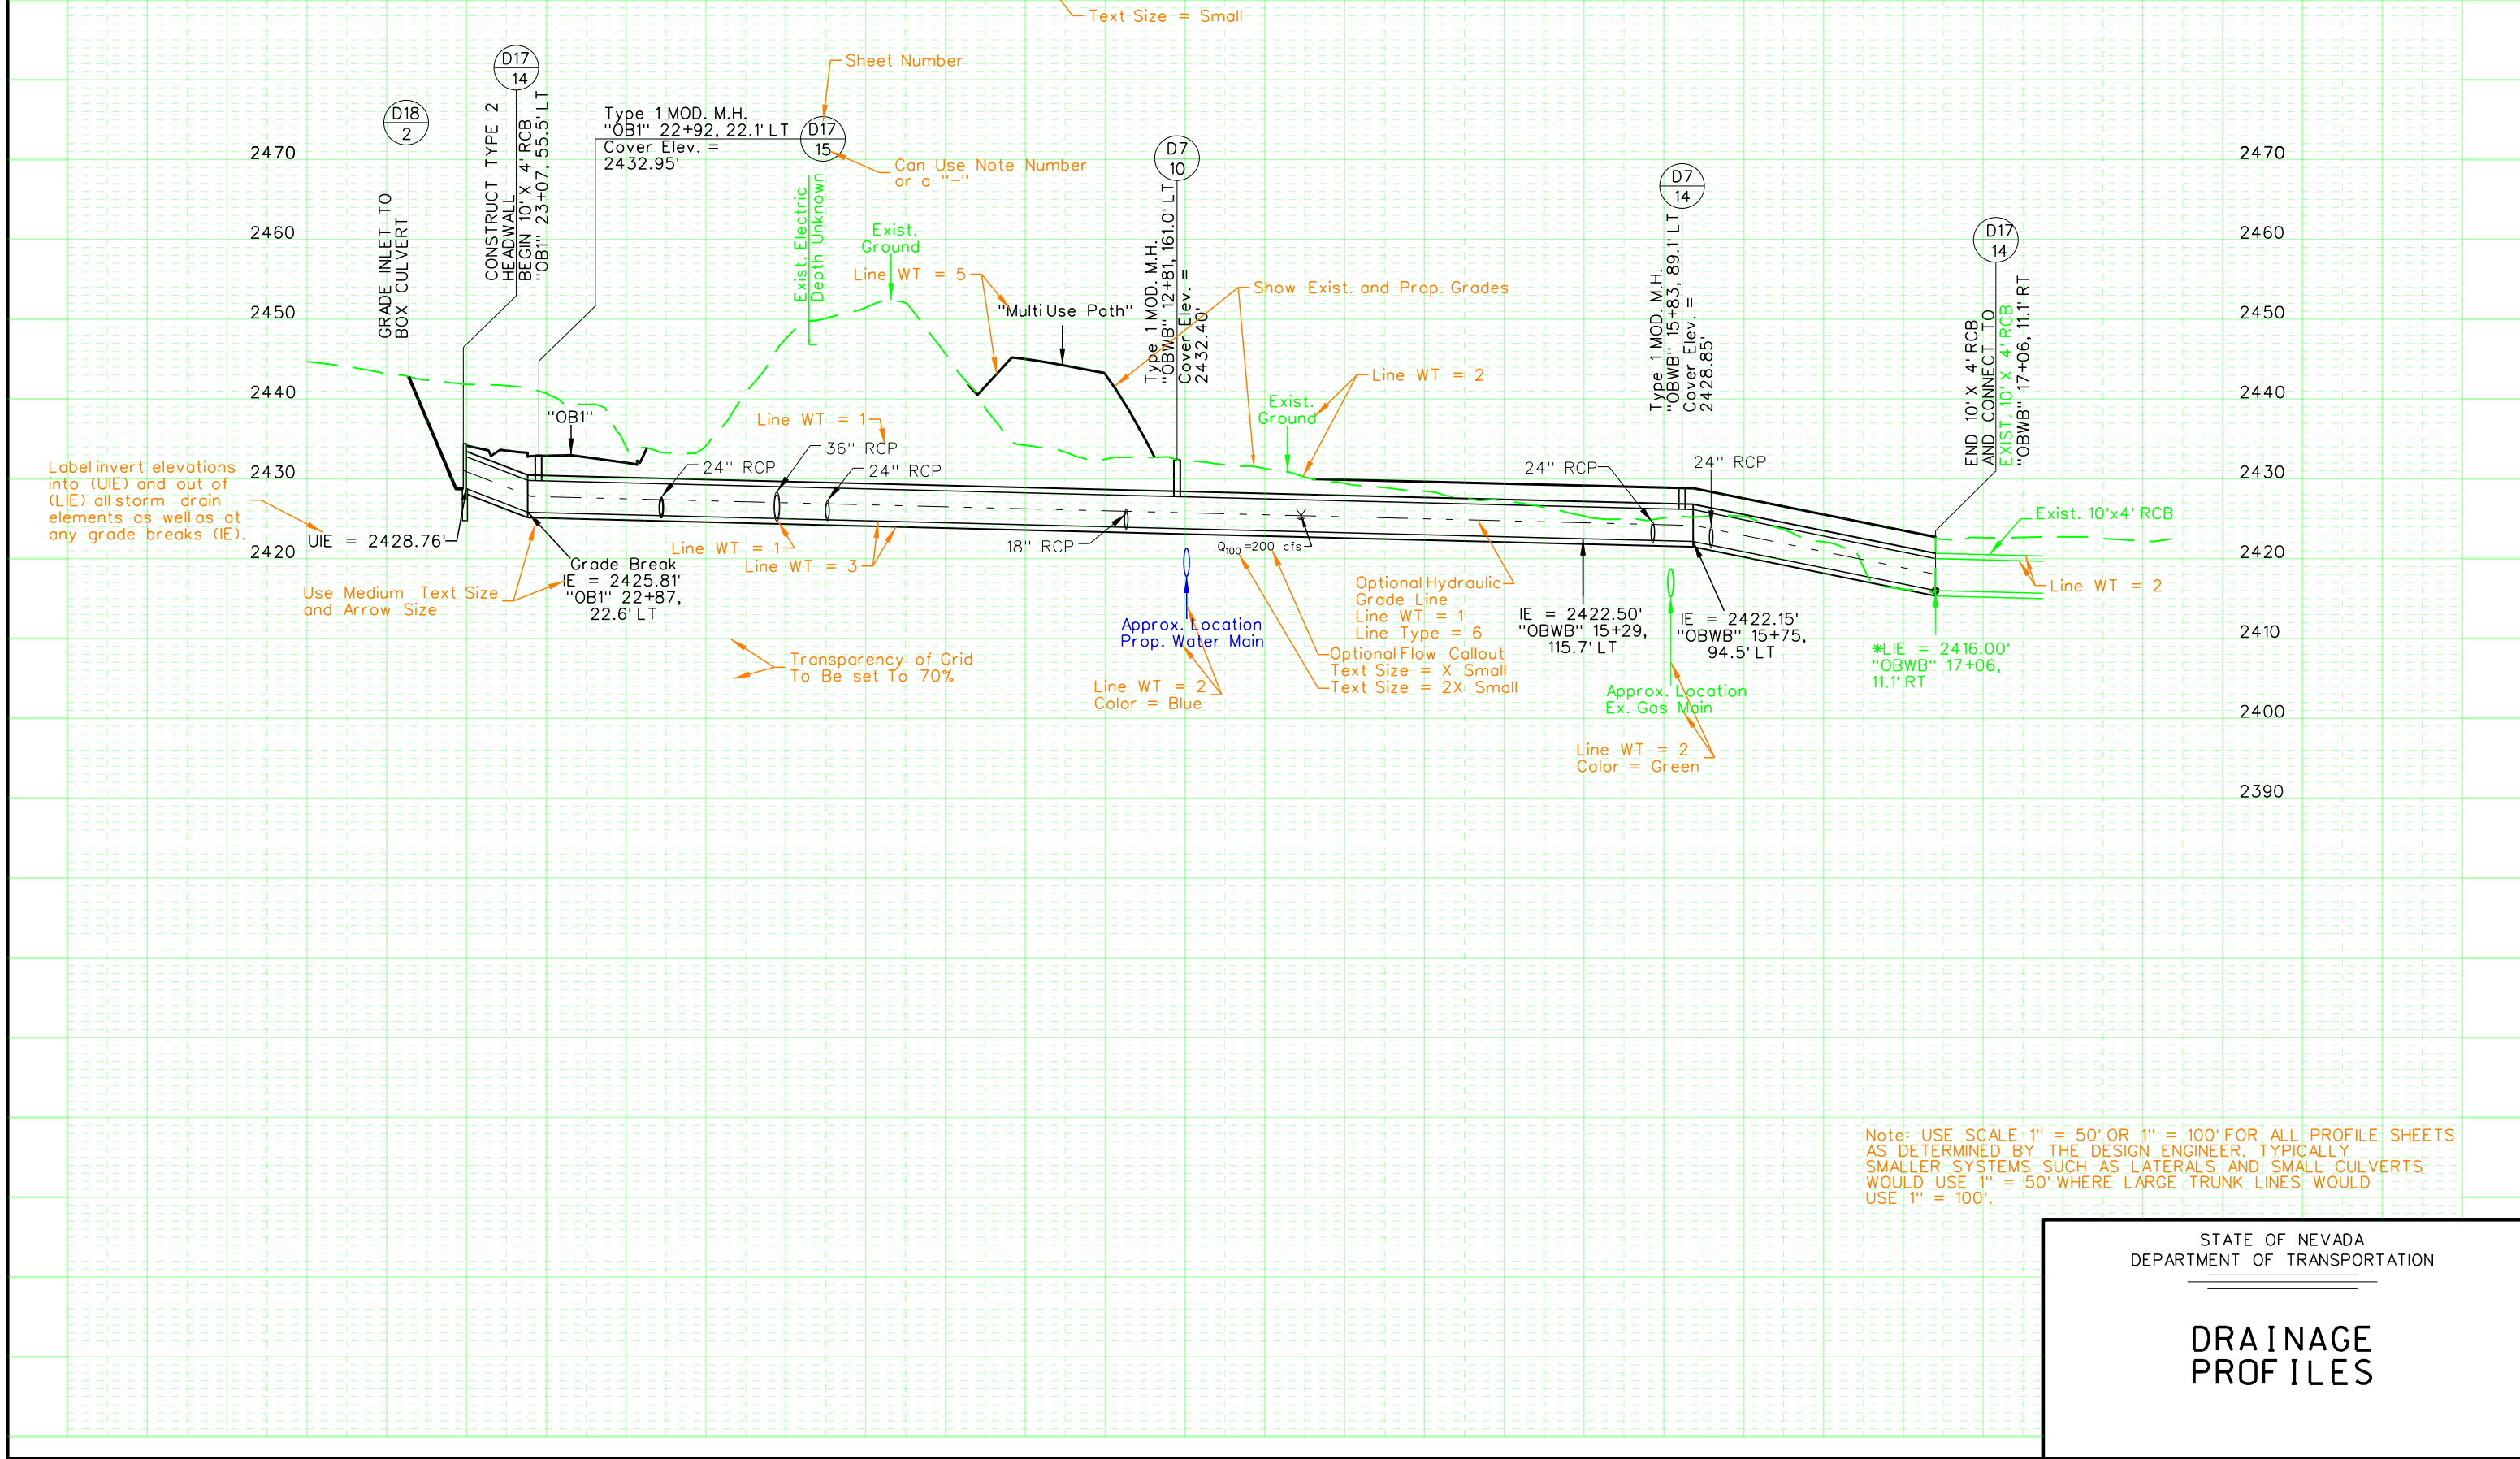 Text Size = Small
D17
14
Sheet Number
D18
2
Type 1 MOD. M.H.
"OB1" 22+92, 22.1' LT
Cover Elev. =
2432.95'
D17
15
Can Use Note Number
or a "-"
D7
10
D7
14
D17
14
2470
2460
2450
2440
2430
2420
2470
2460
2450
2440
2430
2420
2410
2400
2390
GRADE INLET TO
BOX CULVERT
CONSTRUCT TYPE 2
HEADWALL
BEGIN 10' X 4' RCB
"OB1" 23+07, 55.5' LT
Exist. Electric
Depth Unknown
Exist.
Ground
Line WT = 5
"Multi Use Path"
Type 1 MOD. M.H.
"OBWB" 12+81, 161.0' LT
Cover Elev. =
2432.40'
Show Exist. and Prop. Grades
Line WT = 2
Exist.
Ground
Type 1 MOD. M.H.
"OBWB" 15+83, 89.1' LT
Cover Elev. =
2428.85'
END 10' X 4' RCB
AND CONNECT TO
EXIST. 10' X 4' RCB
"OBWB" 17+06, 11.1' RT
"OB1"
Line WT = 1
36" RCP
24" RCP
24" RCP
24" RCP
24" RCP
Label invert elevations
into (UIE) and out of
(LIE) all storm drain
elements as well as at
any grade breaks (IE).
UIE = 2428.76'
Exist. 10'x4' RCB
18" RCP
Q100=200 cfs
Line WT = 1
Line WT = 3
Grade Break
IE = 2425.81'
"OB1" 22+87,
22.6' LT
Use Medium Text Size
and Arrow Size
Optional Hydraulic
Grade Line
Line WT = 1
Line Type = 6
Line WT = 2
Approx. Location
Prop. Water Main
IE = 2422.50'
"OBWB" 15+29,
115.7' LT
IE = 2422.15'
"OBWB" 15+75,
94.5' LT
*LIE = 2416.00'
"OBWB" 17+06,
11.1' RT
Transparency of Grid
To Be set To 70%
Optional Flow Callout
Text Size = X Small
Text Size = 2X Small
Line WT = 2
Color = Blue
Approx. Location
Ex. Gas Main
Line WT = 2
Color = Green
Note: USE SCALE 1" = 50' OR 1" = 100' FOR ALL PROFILE SHEETS
AS DETERMINED BY THE DESIGN ENGINEER. TYPICALLY
SMALLER SYSTEMS SUCH AS LATERALS AND SMALL CULVERTS
WOULD USE 1" = 50' WHERE LARGE TRUNK LINES WOULD
USE 1" = 100'.
STATE OF NEVADA
DEPARTMENT OF TRANSPORTATION
DRAINAGE
PROFILES